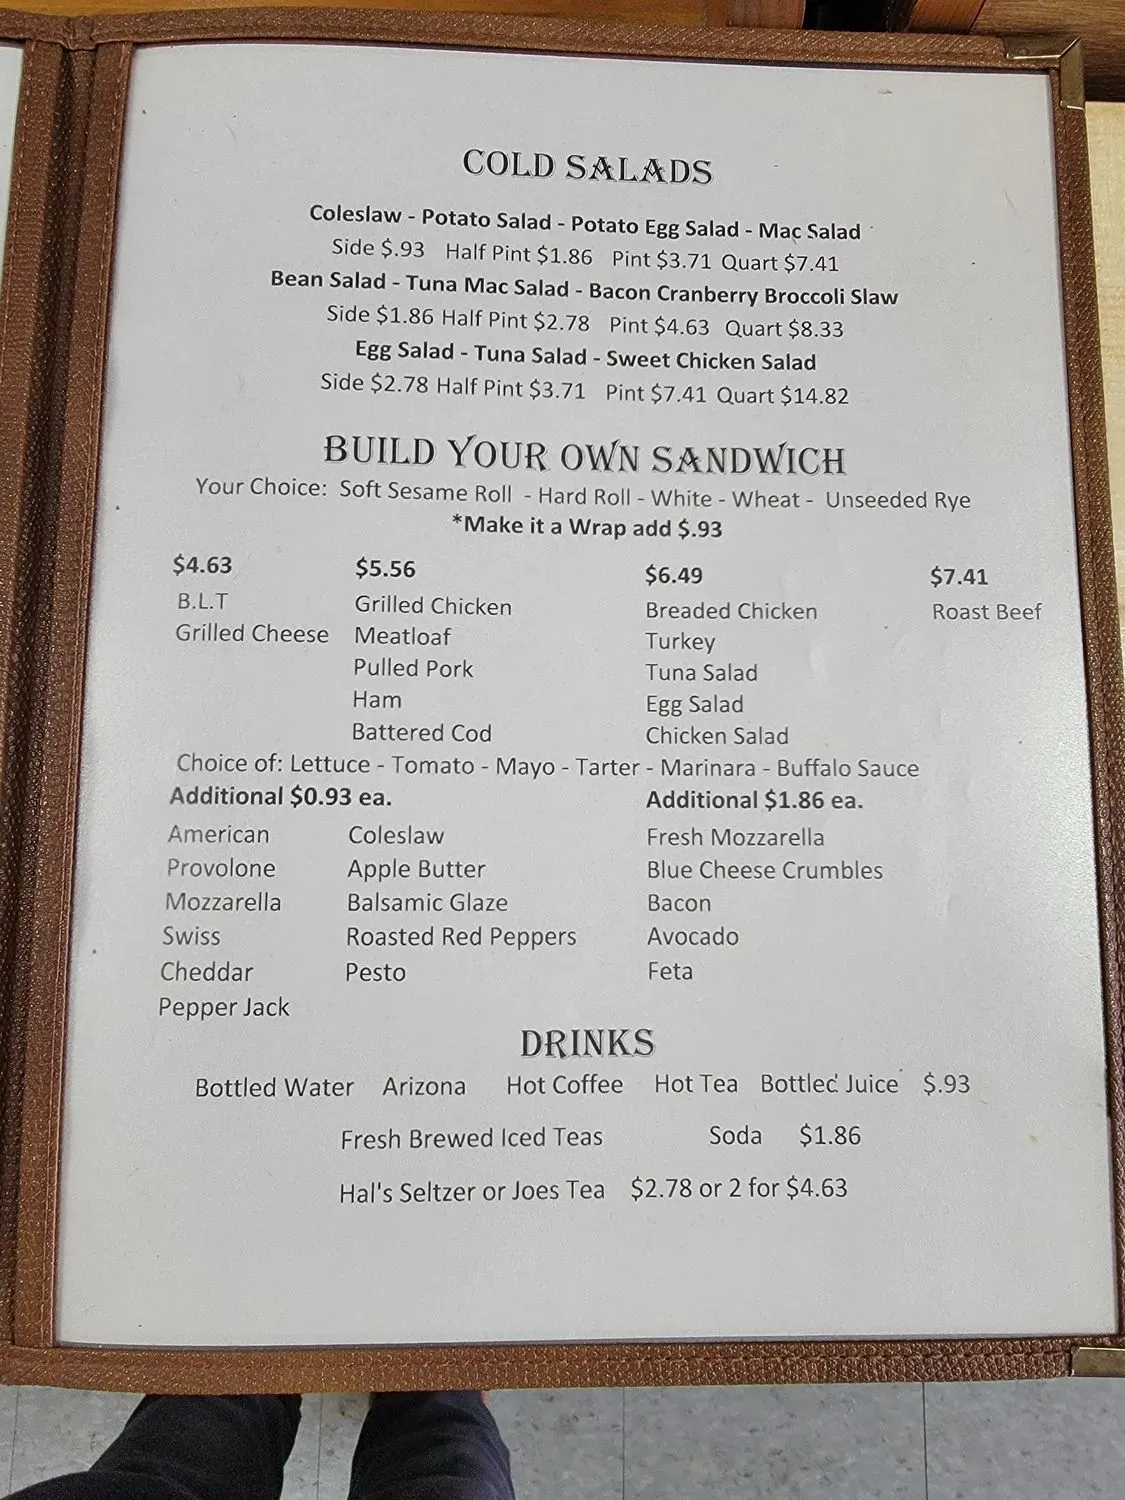 COLD SALADS
Coleslaw - Potato Salad - Potato Egg Salad - Mac Salad
Side $.93 Half Pint $1.86 Pint $3.71 Quart $7.41
Bean Salad - Tuna Mac Salad - Bacon Cranberry Broccoli Slaw
Side $1.86 Half Pint $2.78 Pint $4.63 Quart $8.33
Egg Salad - Tuna Salad - Sweet Chicken Salad
Side $2.78 Half Pint $3.71 Pint $7.41 Quart $14.82
BUILD YOUR OWN SANDWICH
Your Choice: Soft Sesame Roll - Hard Roll - White - Wheat - Unseeded Rye
*Make it a Wrap add $.93
$4.63 $5.56 $6.49 $7.41
B.L.T Grilled Chicken Breaded Chicken Roast Beef
Grilled Cheese Meatloaf Turkey
Pulled Pork Tuna Salad
Ham Egg Salad
Battered Cod Chicken Salad
Choice of: Lettuce - Tomato - Mayo - Tarter - Marinara - Buffalo Sauce
Additional $0.93 ea. Additional $1.86 ea.
American Coleslaw Fresh Mozzarella
Provolone Apple Butter Blue Cheese Crumbles
Mozzarella Balsamic Glaze Bacon
Swiss Roasted Red Peppers Avocado
Cheddar Pesto Feta
Pepper Jack
DRINKS
Bottled Water Arizona Hot Coffee Hot Tea Bottled Juice $.93
Fresh Brewed Iced Teas Soda $1.86
Hal's Seltzer or Joes Tea $2.78 or 2 for $4.63